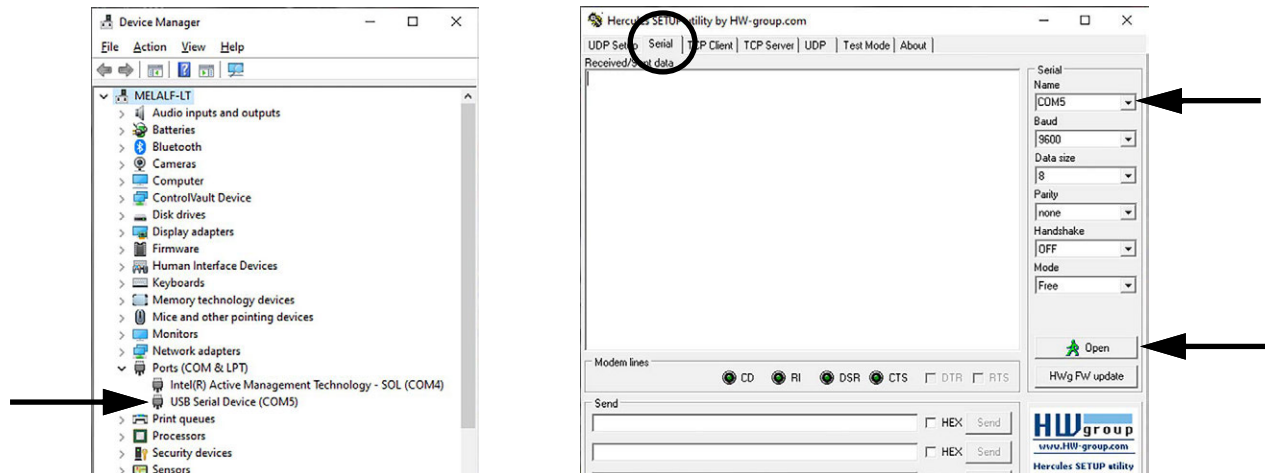 Device Manager
File Action View Help
MELALF-LT
Audio inputs and outputs
Batteries
Bluetooth
Cameras
Computer
ControlVault Device
Disk drives
Display adapters
Firmware
Human Interface Devices
Keyboards
Memory technology devices
Mice and other pointing devices
Monitors
Network adapters
Ports (COM & LPT)
Intel(R) Active Management Technology - SOL (COM4)
USB Serial Device (COM5)
Print queues
Processors
Security devices
Sensors
Hercules SETUP utility by HW-group.com
UDP Setup Serial TCP Client TCP Server UDP Test Mode About
Received/Sent data
Serial
Name
COM5
Baud
9600
Data size
8
Parity
none
Handshake
OFF
Mode
Free
Open
HWg FW update
Modem lines
CD RI DSR CTS DTR RTS
Send
HEX Send
HEX Send
HWgroup
www.HW-group.com
Hercules SETUP utility